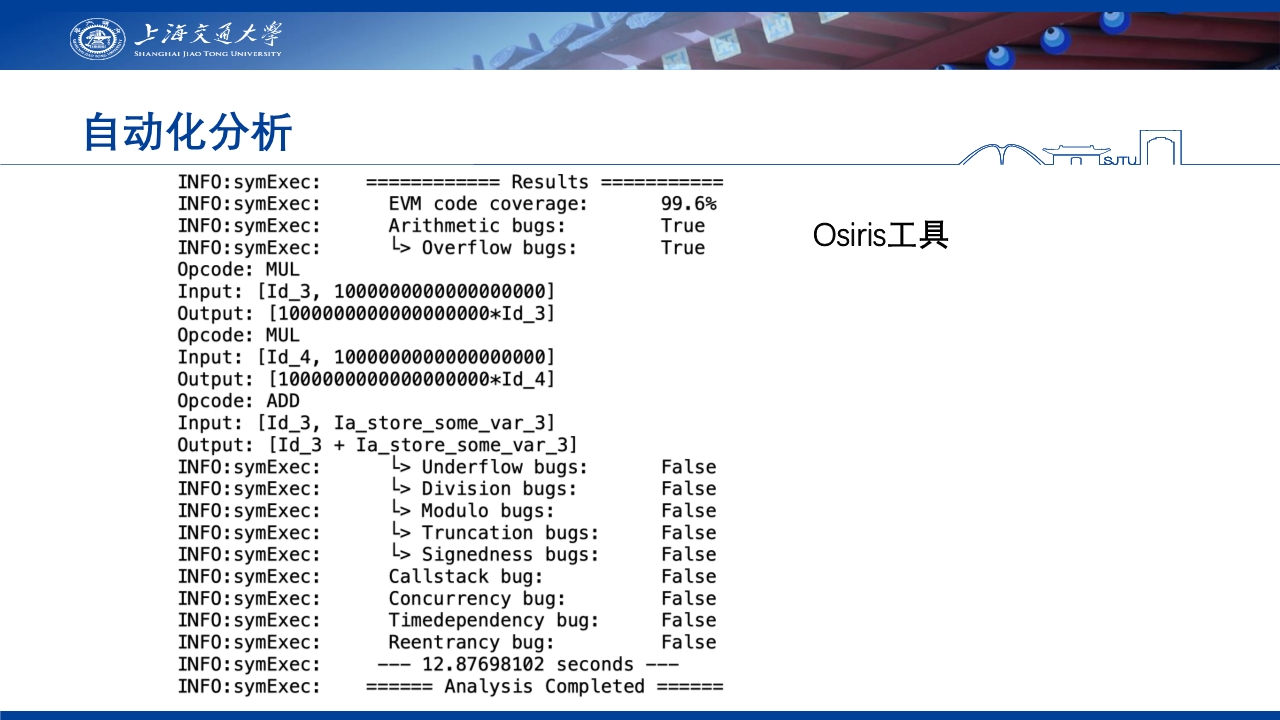 上海交通大学
SHANGHAI JIAO TONG UNIVERSITY
自动化分析
SJTU
INFO:symExec: ============ Results ===========
INFO:symExec: EVM code coverage: 99.6%
INFO:symExec: Arithmetic bugs: True
INFO:symExec: └> Overflow bugs: True
Opcode: MUL
Input: [Id_3, 1000000000000000000]
Output: [1000000000000000000*Id_3]
Opcode: MUL
Input: [Id_4, 1000000000000000000]
Output: [1000000000000000000*Id_4]
Opcode: ADD
Input: [Id_3, Ia_store_some_var_3]
Output: [Id_3 + Ia_store_some_var_3]
INFO:symExec: └> Underflow bugs: False
INFO:symExec: └> Division bugs: False
INFO:symExec: └> Modulo bugs: False
INFO:symExec: └> Truncation bugs: False
INFO:symExec: └> Signedness bugs: False
INFO:symExec: Callstack bug: False
INFO:symExec: Concurrency bug: False
INFO:symExec: Timedependency bug: False
INFO:symExec: Reentrancy bug: False
INFO:symExec: --- 12.87698102 seconds ---
INFO:symExec: ====== Analysis Completed ======
Osiris工具